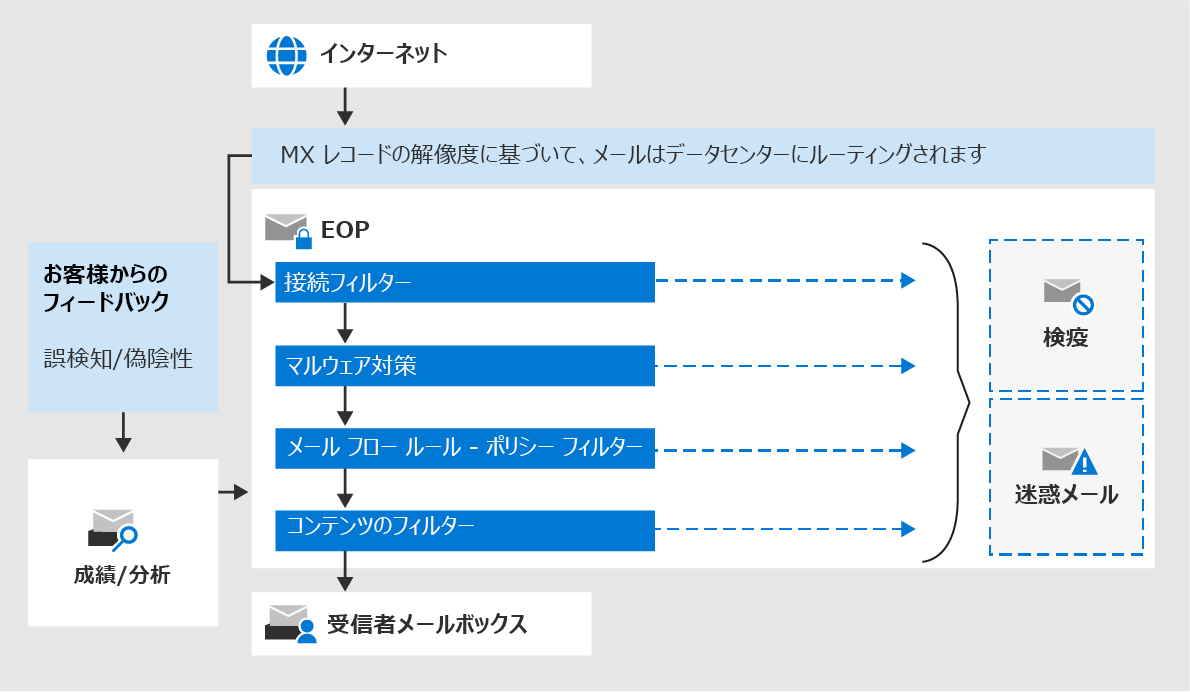 インターネット
MX レコードの解像度に基づいて、メールはデータセンターにルーティングされます
EOP
接続フィルター
マルウェア対策
メール フロー ルール - ポリシー フィルター
コンテンツのフィルター
検疫
迷惑メール
お客様からの
フィードバック
誤検知/偽陰性
成績/分析
受信者メールボックス